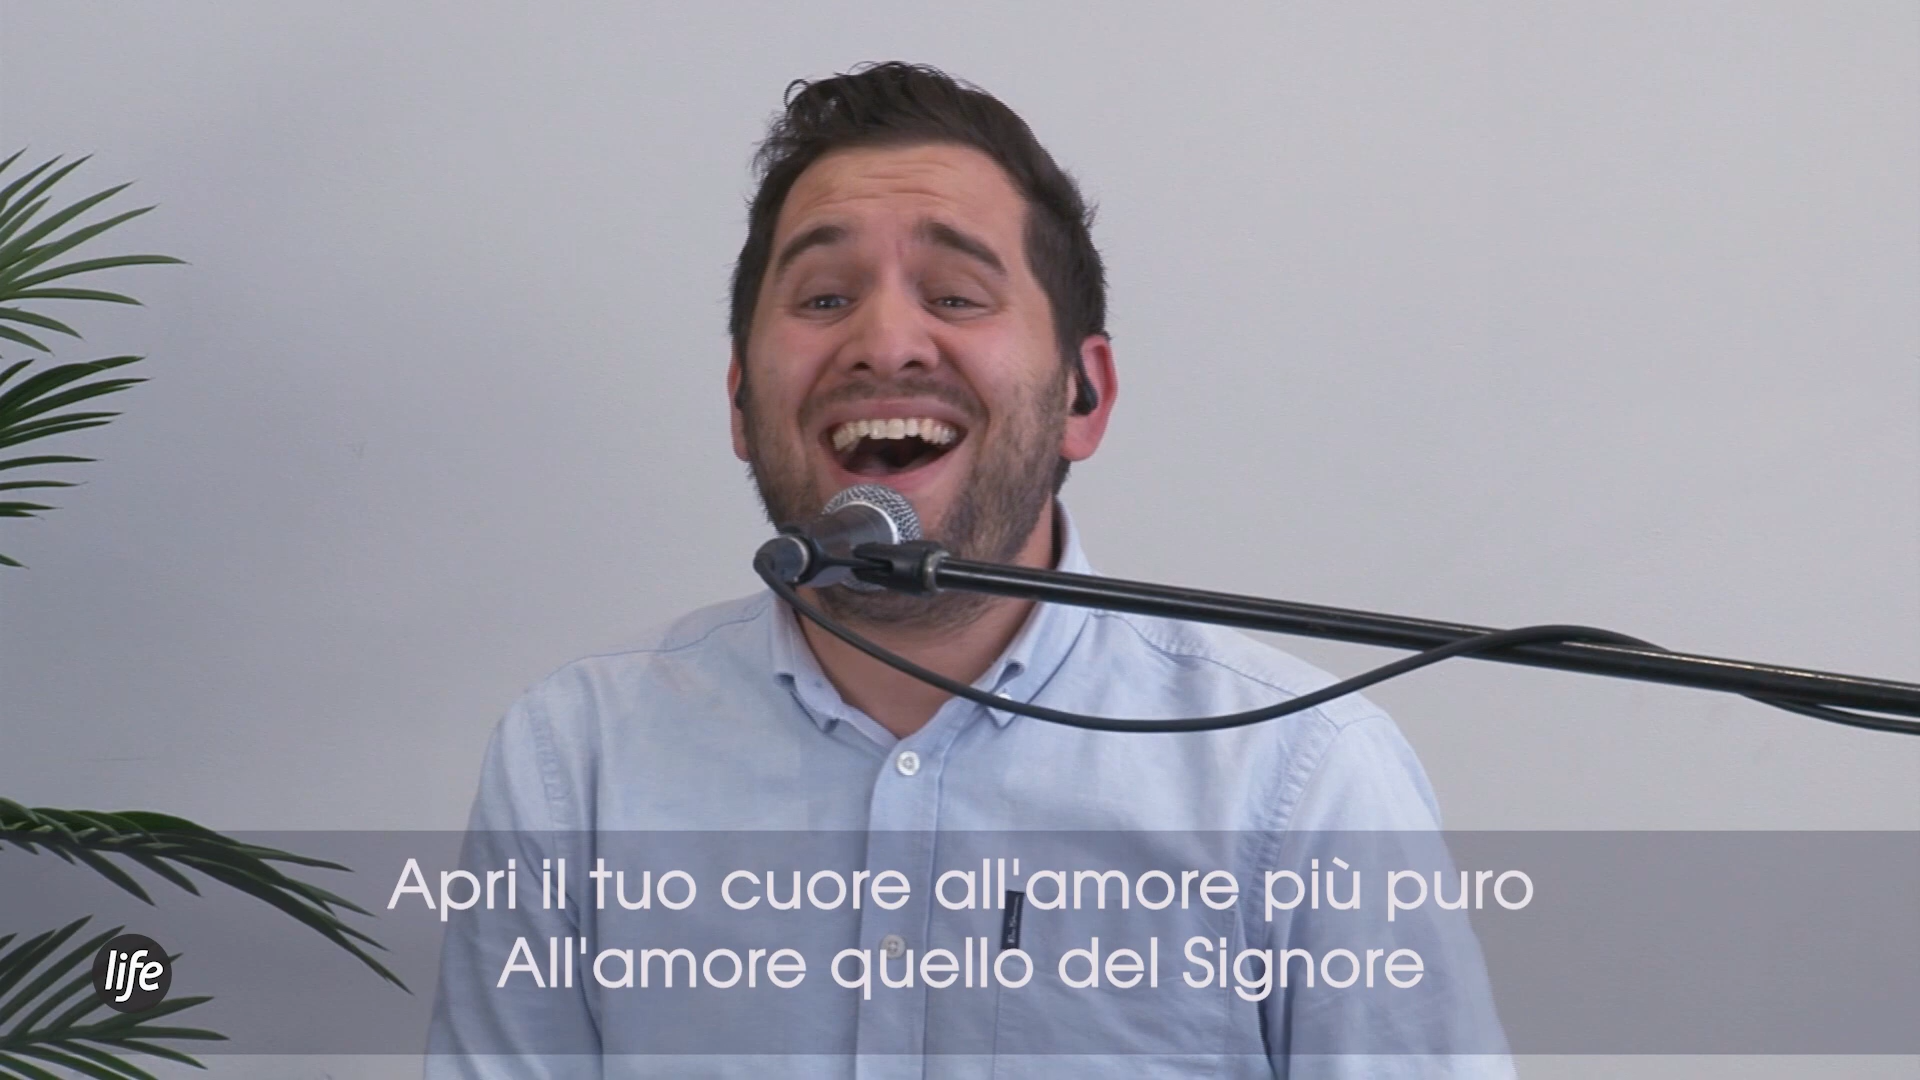 Apri il tuo cuore all'amore più puro
All'amore quello del Signore
life